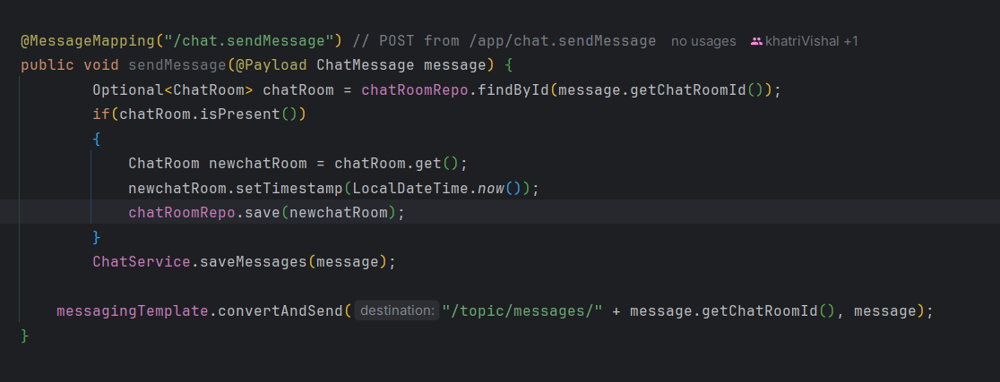 @MessageMapping("/chat.sendMessage") // POST from /app/chat.sendMessage no usages khatriVishal +1
public void sendMessage(@Payload ChatMessage message) {
Optional<ChatRoom> chatRoom = chatRoomRepo.findById(message.getChatRoomId());
if(chatRoom.isPresent())
{
ChatRoom newchatRoom = chatRoom.get();
newchatRoom.setTimestamp(LocalDateTime.now());
chatRoomRepo.save(newchatRoom);
}
ChatService.saveMessages(message);
messagingTemplate.convertAndSend( destination: "/topic/messages/" + message.getChatRoomId(), message);
}